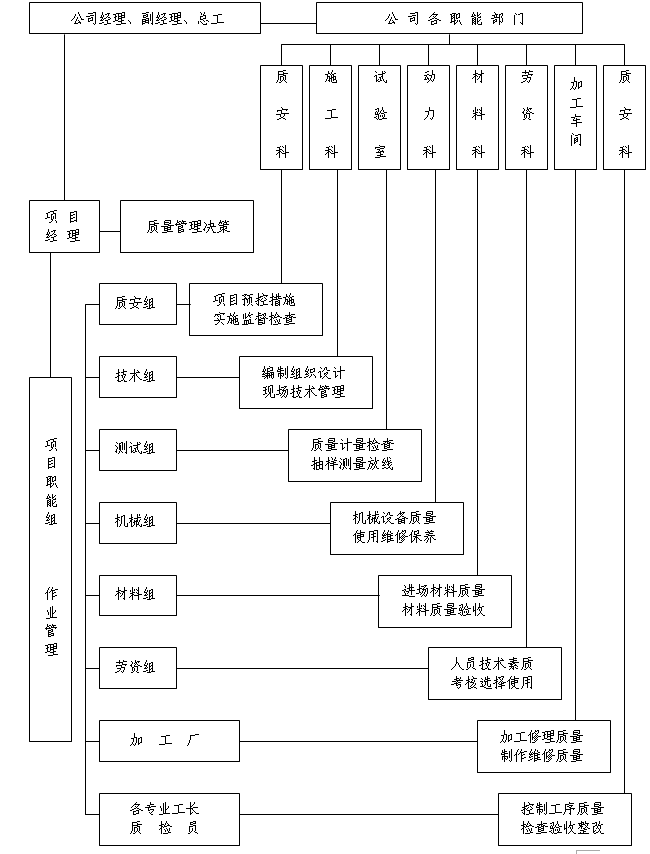 公司经理、副经理、总工
公 司 各 职 能 部 门
质安科
施工科
试验室
动力科
材料科
劳资科
加工车间
质安科
项 目
经 理
质量管理决策
质安组
项目预控措施
实施监督检查
技术组
编制组织设计
现场技术管理
项目职能组 作业管理
测试组
质量计量检查
抽样测量放线
机械组
机械设备质量
使用维修保养
材料组
进场材料质量
材料质量验收
劳资组
人员技术素质
考核选择使用
加 工 厂
加工修理质量
制作维修质量
各专业工长
质 检 员
控制工序质量
检查验收整改